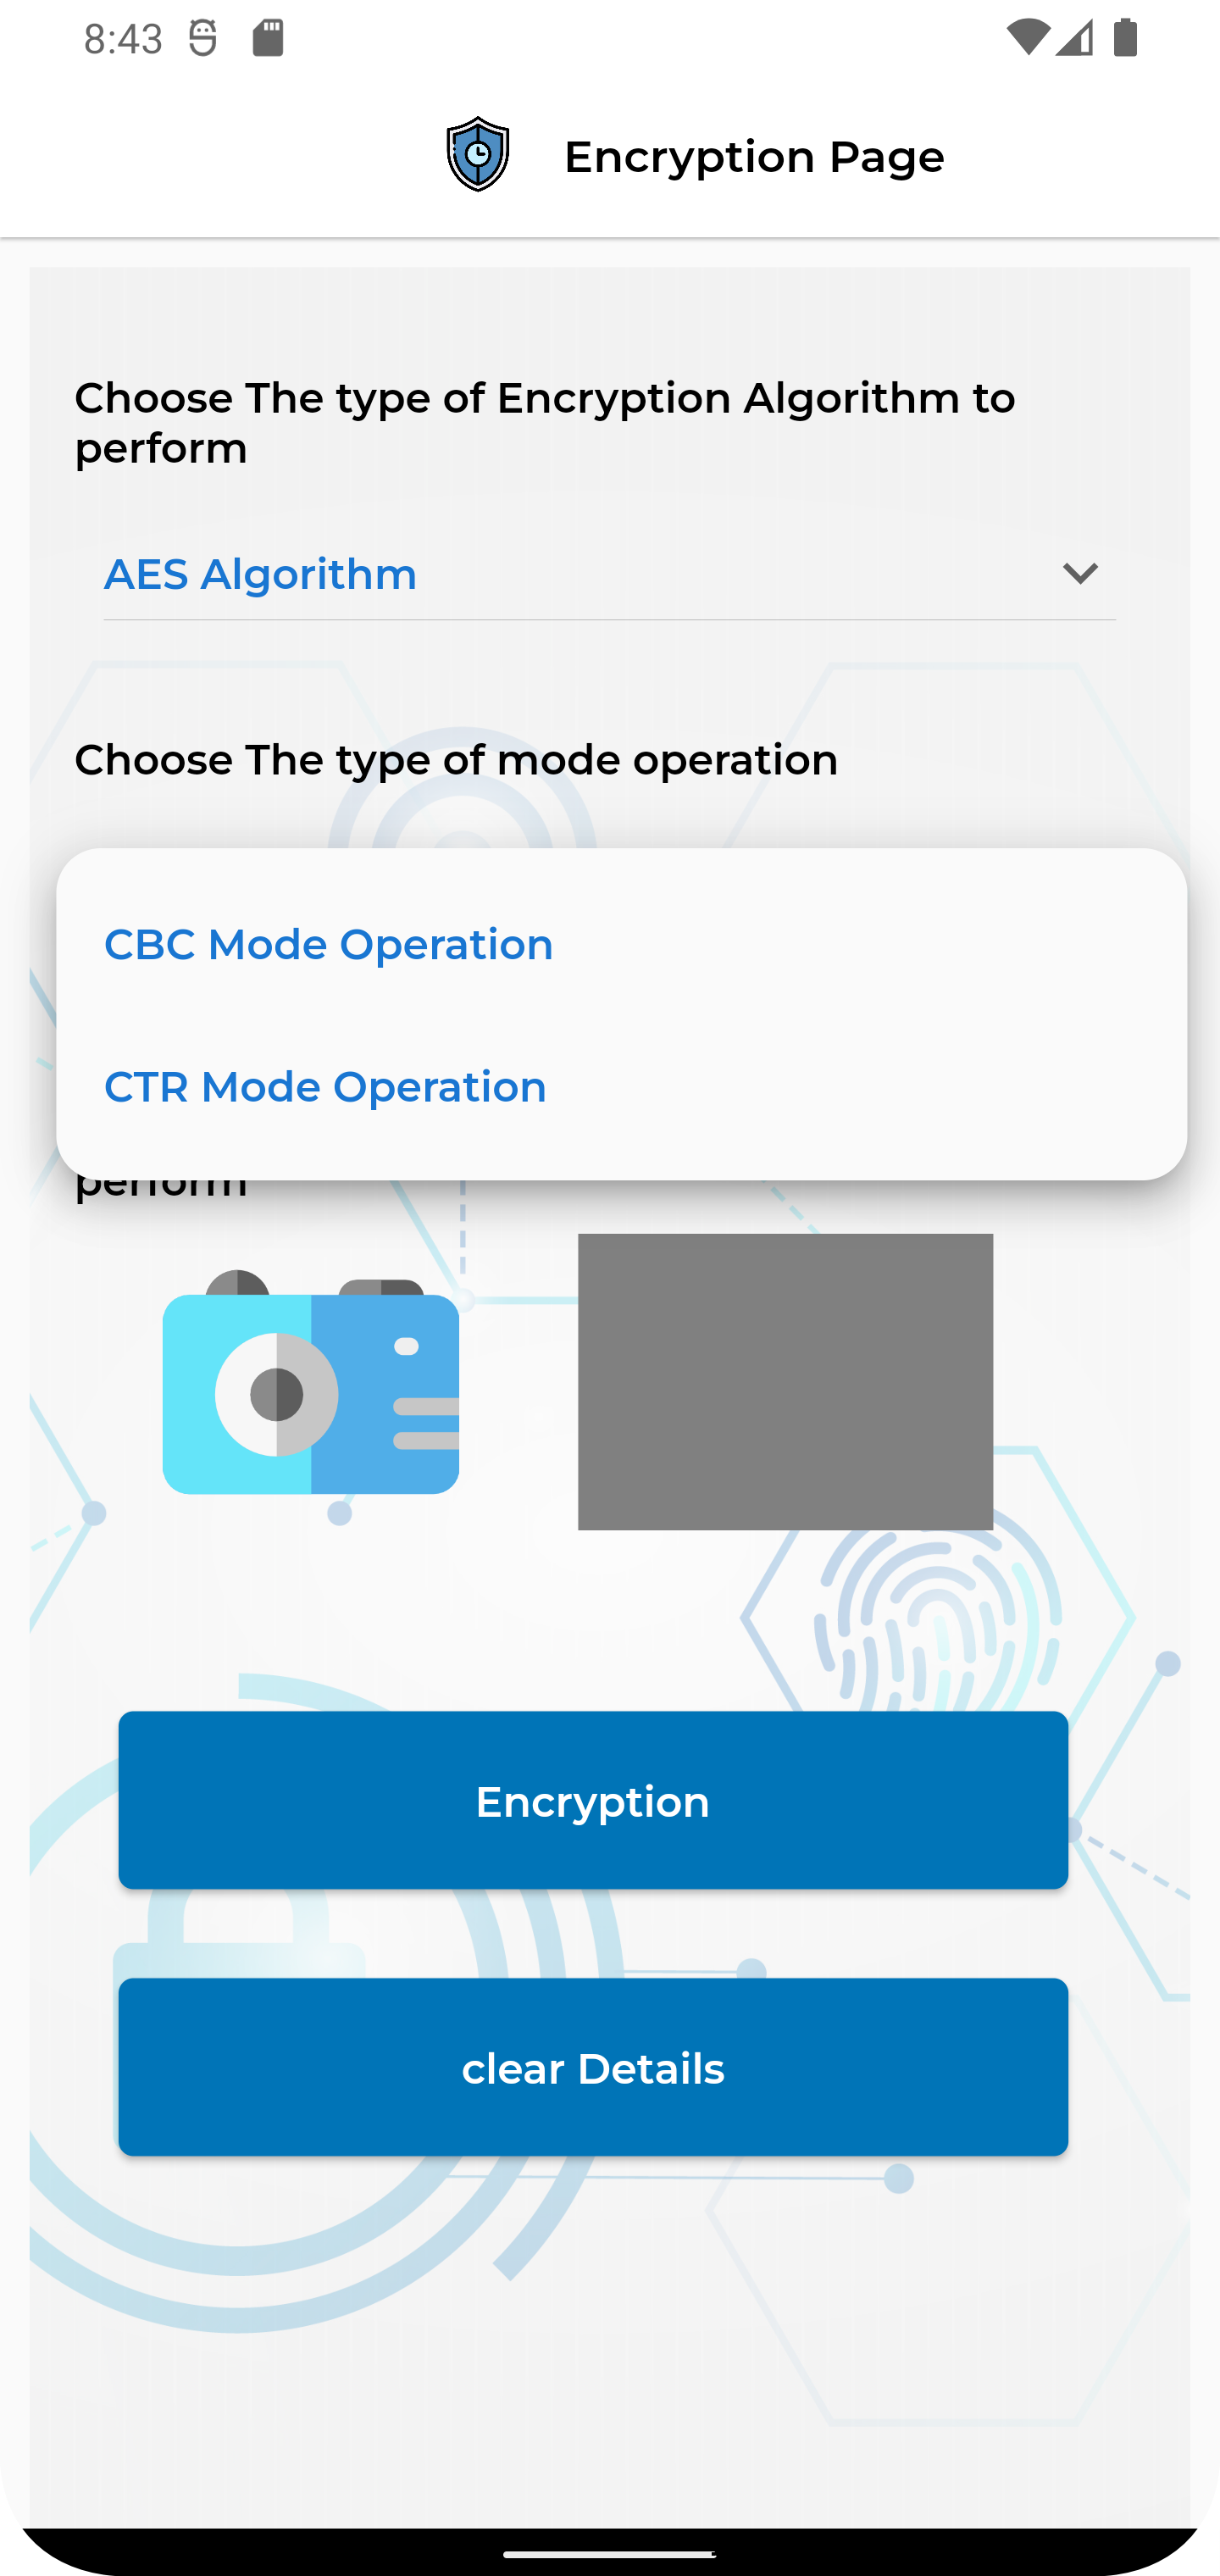 8:43
Encryption Page
Choose The type of Encryption Algorithm to
perform
AES Algorithm
Choose The type of mode operation
CBC Mode Operation
CTR Mode Operation
perform
Encryption
clear Details